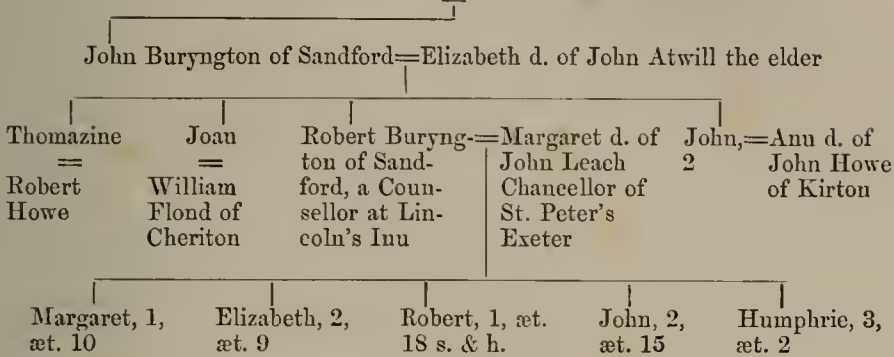 John Buryngton of Sandford=Elizabeth d. of John Atwill the elder
Thomazine
=
Robert
Howe
Joan
=
William
Flond of
Cheriton
Robert Buryng-
ton of Sand-
ford, a Coun-
sellor at Lin-
coln's Inn
=Margaret d. of
John Leach
Chancellor of
St. Peter's
Exeter
John,
2
=Ann d. of
John Howe
of Kirton
Margaret, 1,
æt. 10
Elizabeth, 2,
æt. 9
Robert, 1, æt.
18 s. & h.
John, 2,
æt. 15
Humphrie, 3,
æt. 2